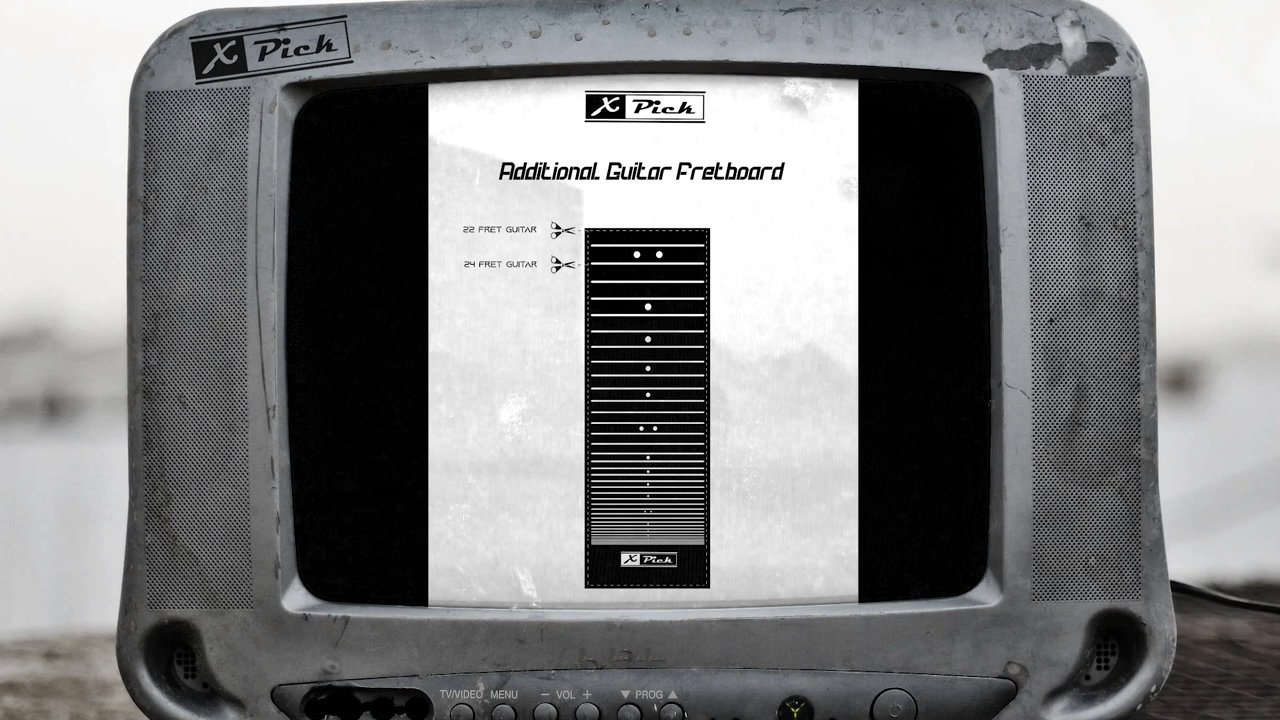 X Pick
X Pick
Additional Guitar Fretboard
22 FRET GUITAR
24 FRET GUITAR
X Pick
TV/VIDEO MENU − VOL + ▼ PROG ▲